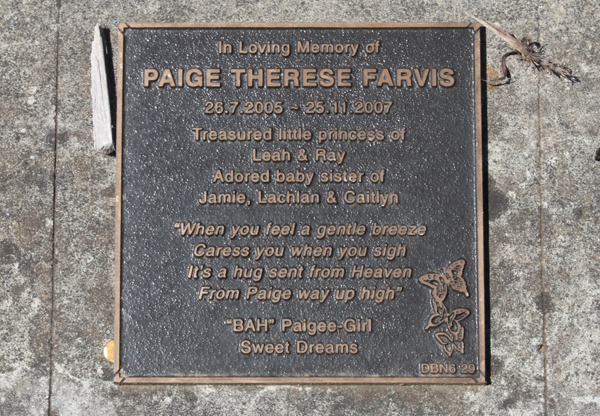 In Loving Memory of
PAIGE THERESE FARVIS
26.7.2005 - 25.11.2007
Treasured little princess of
Leah & Ray
Adored baby sister of
Jamie, Lachlan & Caitlyn
"When you feel a gentle breeze
Caress you when you sigh
It's a hug sent from Heaven
From Paige way up high"
"BAH" Paigee-Girl
Sweet Dreams
DBN6 29